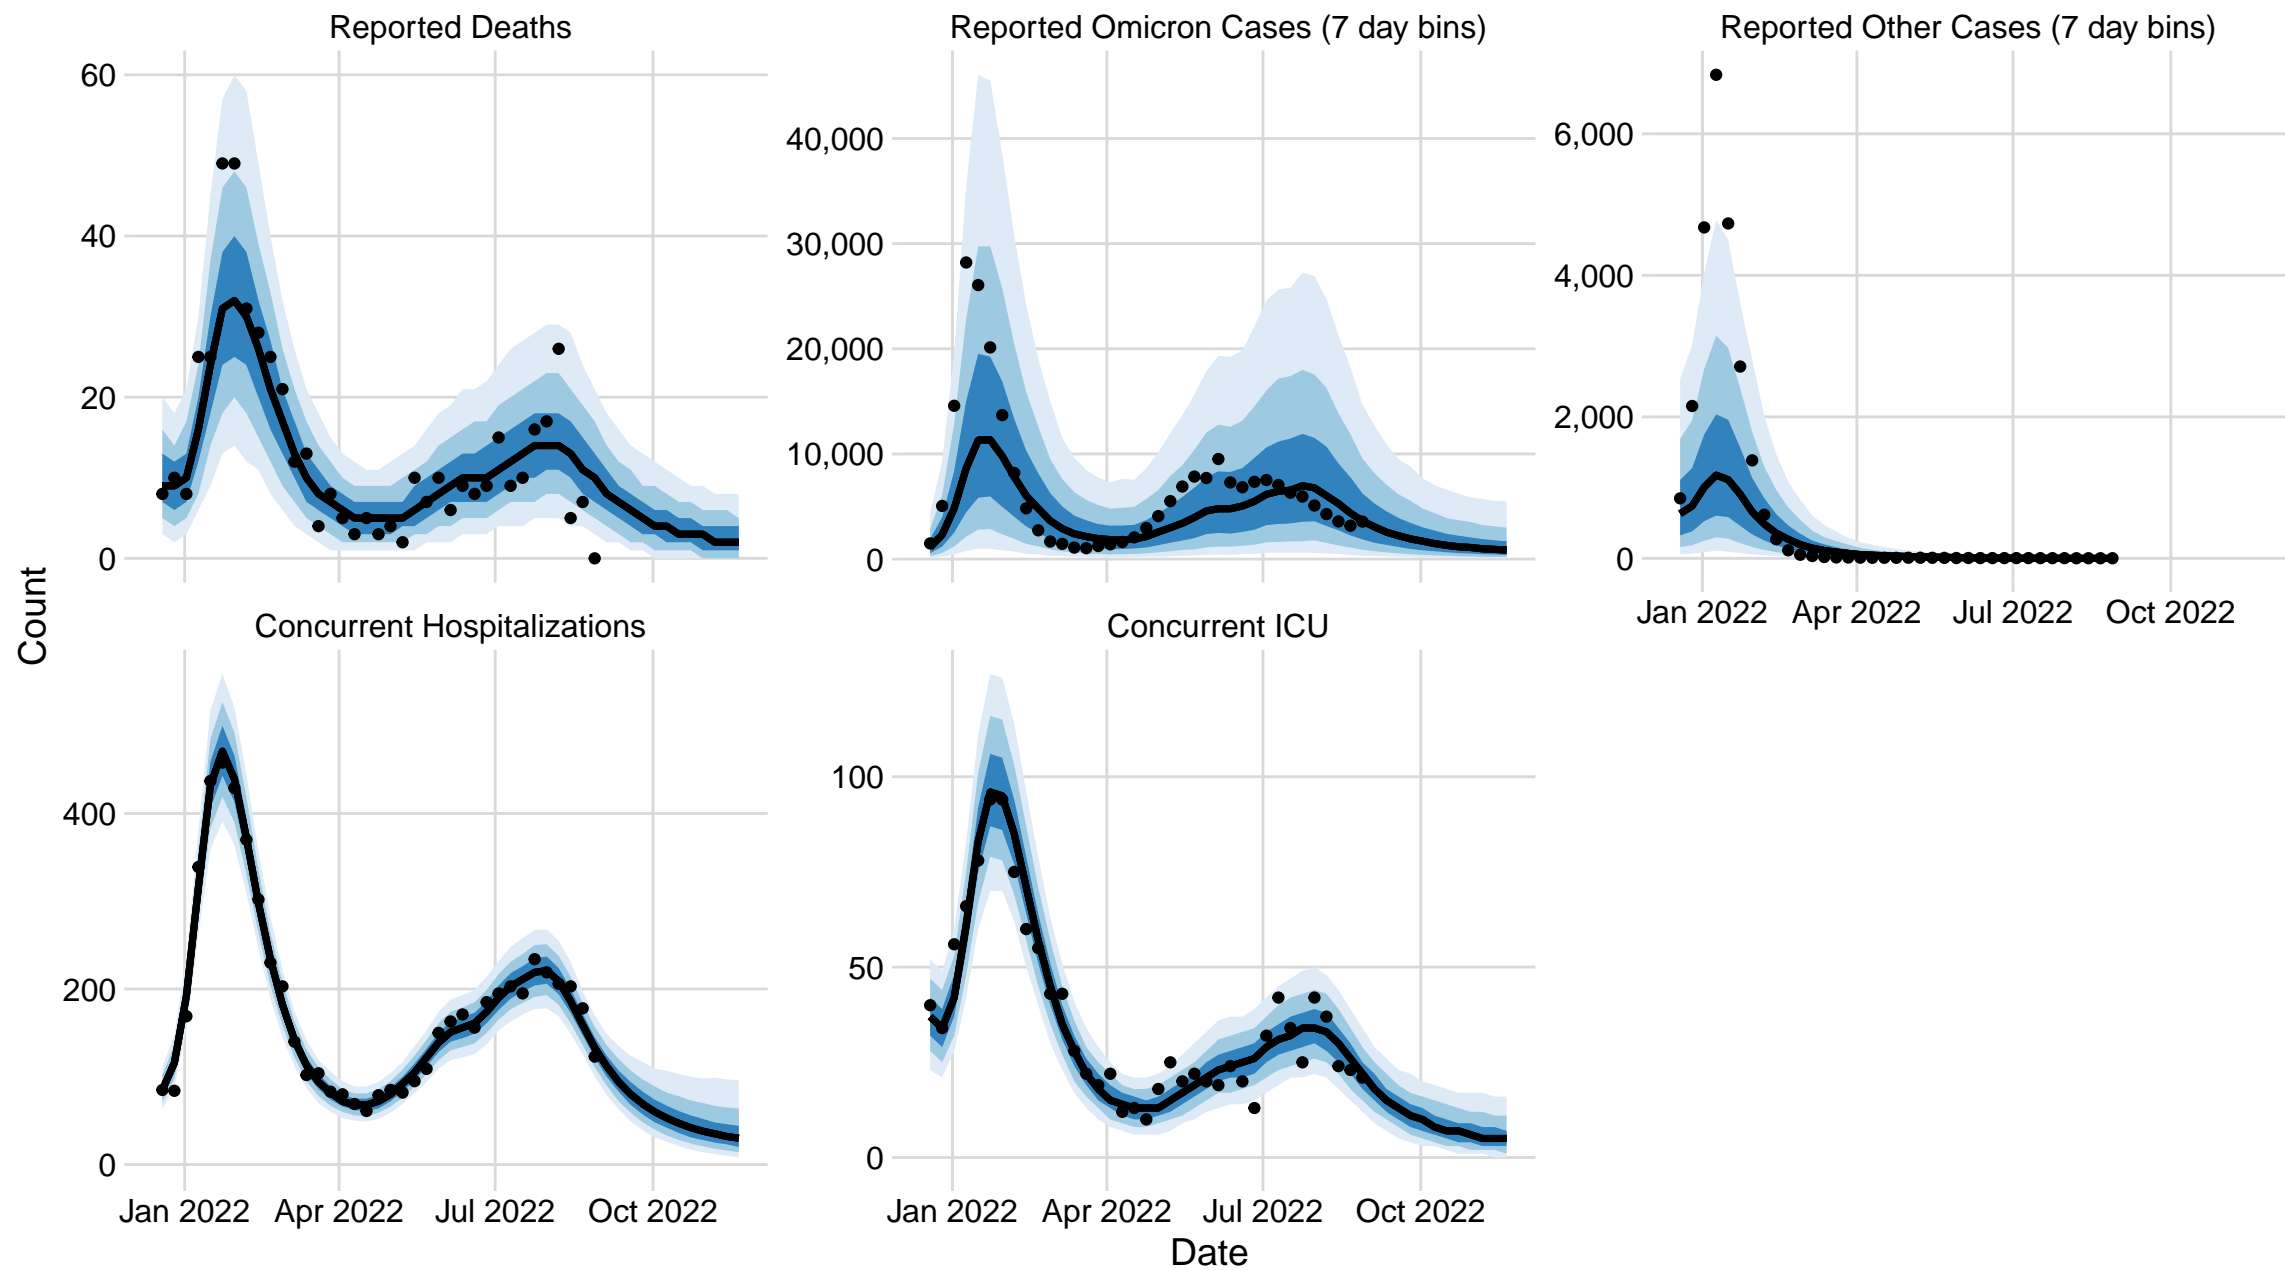 Reported Deaths
Reported Omicron Cases (7 day bins)
Reported Other Cases (7 day bins)
60
40
20
0
40,000
30,000
20,000
10,000
0
6,000
4,000
2,000
0
Jan 2022 Apr 2022 Jul 2022 Oct 2022
Count
Concurrent Hospitalizations
Concurrent ICU
400
200
0
100
50
0
Jan 2022 Apr 2022 Jul 2022 Oct 2022
Jan 2022 Apr 2022 Jul 2022 Oct 2022
Date